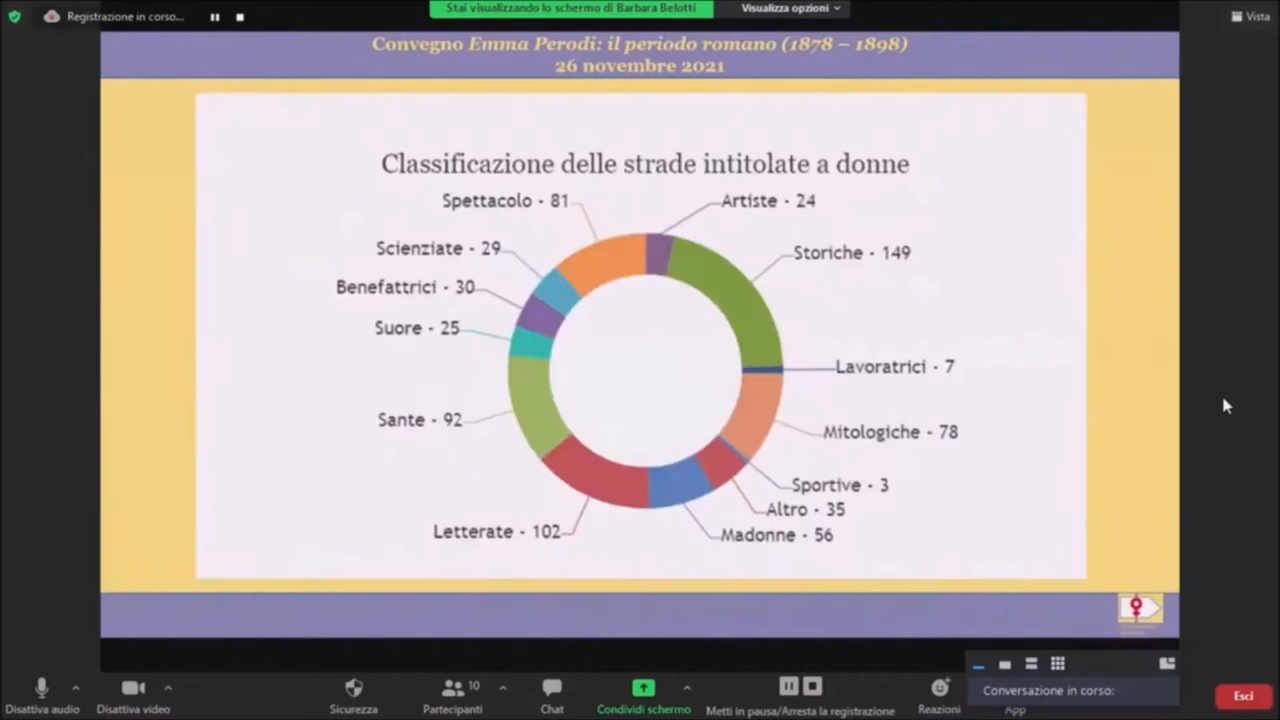 Registrazione in corso...
Stai visualizzando lo schermo di Barbara Belotti
Visualizza opzioni
Vista
Convegno Emma Perodi: il periodo romano (1878 – 1898)
26 novembre 2021
Classificazione delle strade intitolate a donne
Spettacolo - 81
Artiste - 24
Scienziate - 29
Storiche - 149
Benefattrici - 30
Suore - 25
Lavoratrici - 7
Sante - 92
Mitologiche - 78
Sportive - 3
Altro - 35
Letterate - 102
Madonne - 56
Conversazione in corso:
Disattiva audio
Disattiva video
Sicurezza
Partecipanti
10
Chat
Condividi schermo
Metti in pausa/Arresta la registrazione
Reazioni
App
Esci